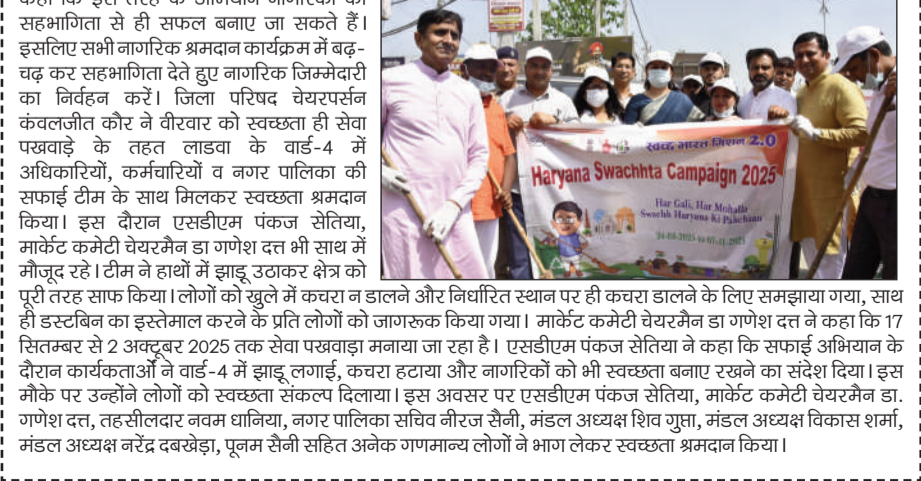 कहा कि इस तरह के अभियान नागरिकों की
सहभागिता से ही सफल बनाए जा सकते हैं।
इसलिए सभी नागरिक श्रमदान कार्यक्रम में बढ़-
चढ़ कर सहभागिता देते हुए नागरिक जिम्मेदारी
का निर्वहन करें। जिला परिषद चेयरपर्सन
कंवलजीत कौर ने वीरवार को स्वच्छता ही सेवा
पखवाड़े के तहत लाडवा के वार्ड-4 में
अधिकारियों, कर्मचारियों व नगर पालिका की
सफाई टीम के साथ मिलकर स्वच्छता श्रमदान
किया। इस दौरान एसडीएम पंकज सेतिया,
मार्केट कमेटी चेयरमैन डा गणेश दत्त भी साथ में
मौजूद रहे। टीम ने हाथों में झाडू उठाकर क्षेत्र को
पूरी तरह साफ किया। लोगों को खुले में कचरा न डालने और निर्धारित स्थान पर ही कचरा डालने के लिए समझाया गया, साथ
ही डस्टबिन का इस्तेमाल करने के प्रति लोगों को जागरूक किया गया। मार्केट कमेटी चेयरमैन डा गणेश दत्त ने कहा कि 17
सितम्बर से 2 अक्टूबर 2025 तक सेवा पखवाड़ा मनाया जा रहा है। एसडीएम पंकज सेतिया ने कहा कि सफाई अभियान के
दौरान कार्यकर्ताओं ने वार्ड-4 में झाडू लगाई, कचरा हटाया और नागरिकों को भी स्वच्छता बनाए रखने का संदेश दिया। इस
मौके पर उन्होंने लोगों को स्वच्छता संकल्प दिलाया। इस अवसर पर एसडीएम पंकज सेतिया, मार्केट कमेटी चेयरमैन डा.
गणेश दत्त, तहसीलदार नवम धानिया, नगर पालिका सचिव नीरज सैनी, मंडल अध्यक्ष शिव गुप्ता, मंडल अध्यक्ष विकास शर्मा,
मंडल अध्यक्ष नरेंद्र दबखेड़ा, पूनम सैनी सहित अनेक गणमान्य लोगों ने भाग लेकर स्वच्छता श्रमदान किया।
स्वच्छ भारत मिशन 2.0
Haryana Swachhta Campaign 2025
Har Gali, Har Mohalla
Swachh Haryana Ki Pahchaan